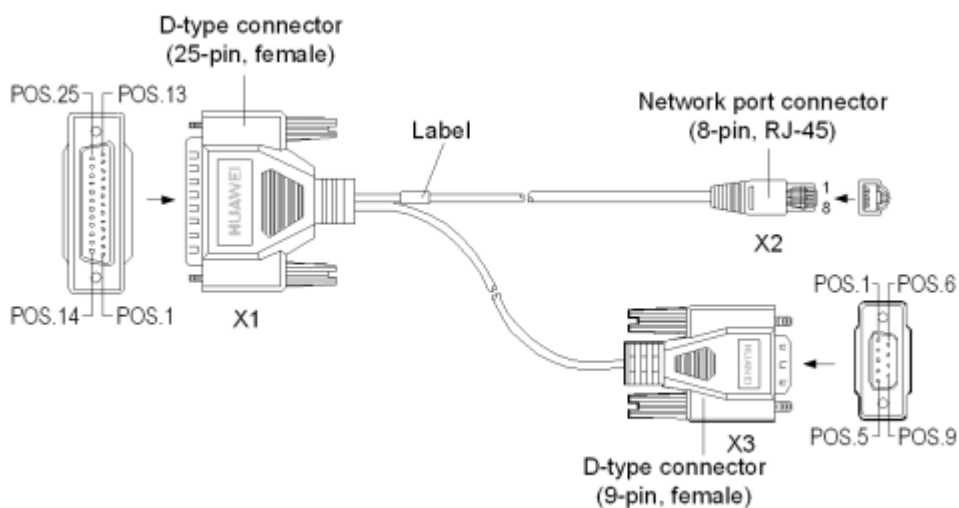 D-type connector
(25-pin, female)
POS.25
POS.13
HUAWEI
Label
Network port connector
(8-pin, RJ-45)
1
8
X2
POS.14
POS.1
X1
POS.1
POS.6
HUAWEI
POS.5
POS.9
X3
D-type connector
(9-pin, female)